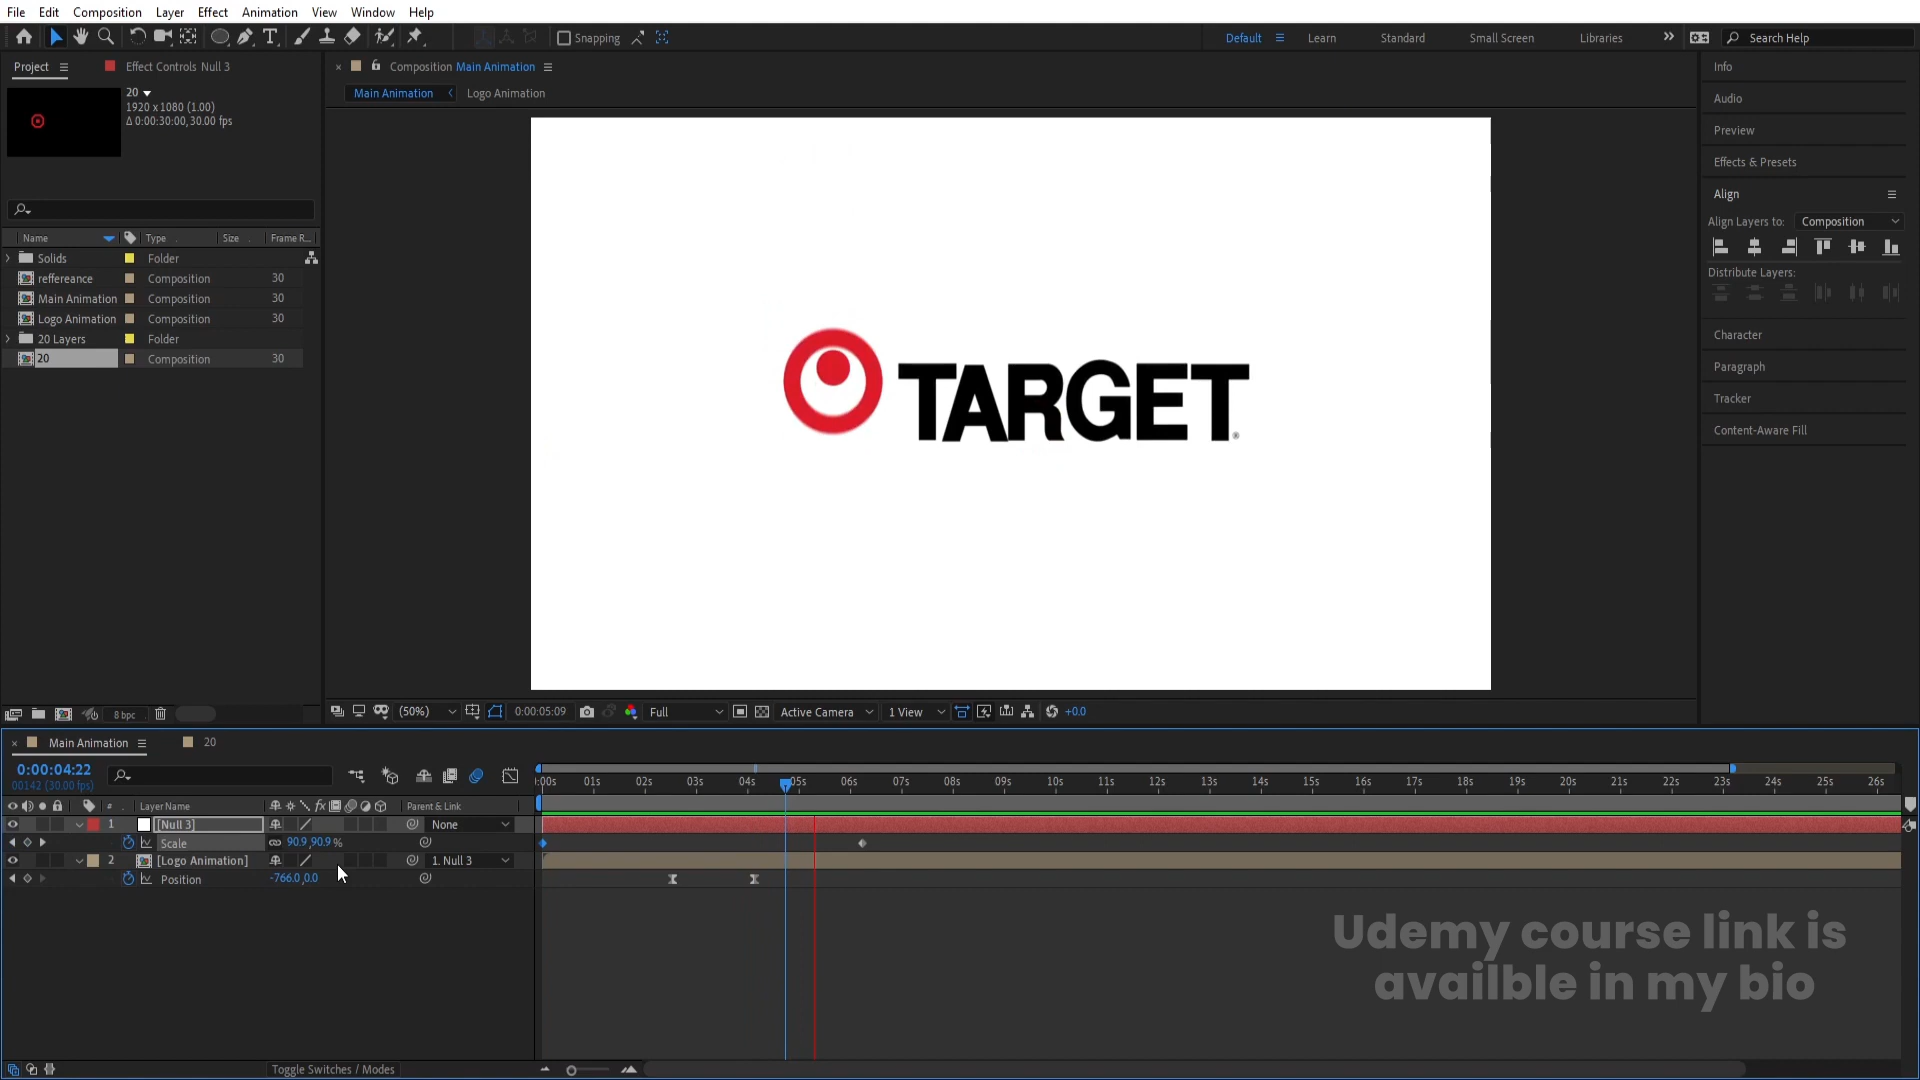 File Edit Composition Layer Effect Animation View Window Help
Snapping Default Learn Standard Small Screen Libraries Search Help
Project Effect Controls Null 3
20
1920 x 1080 (1.00)
Δ 0:00:30:00, 30.00 fps
Name Type Size Frame R...
Solids Folder
reffereance Composition 30
Main Animation Composition 30
Logo Animation Composition 30
20 Layers Folder
20 Composition 30
8 bpc
Composition Main Animation
Main Animation Logo Animation
TARGET
®
(50%) 0:00:05:09 Full Active Camera 1 View +0.0
Info
Audio
Preview
Effects & Presets
Align
Align Layers to: Composition
Distribute Layers:
Character
Paragraph
Tracker
Content-Aware Fill
Main Animation 20
0:00:04:22
00142 (30.00 fps)
:00s 01s 02s 03s 04s 05s 06s 07s 08s 09s 10s 11s 12s 13s 14s 15s 16s 17s 18s 19s 20s 21s 22s 23s 24s 25s 26s
# Layer Name fx Parent & Link
1 [Null 3] None
Scale 90.9,90.9%
2 [Logo Animation] 1. Null 3
Position -766.0,0.0
Udemy course link is
availble in my bio
Toggle Switches / Modes